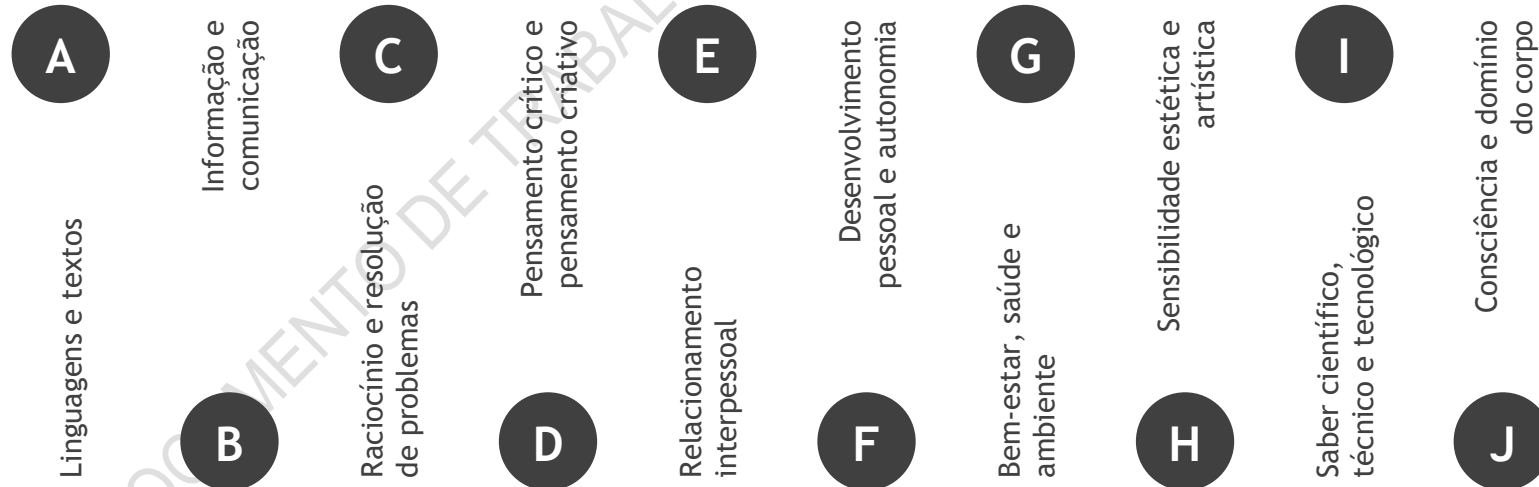 A
Linguagens e textos
Informação e
comunicação
B
C
Raciocínio e resolução
de problemas
Pensamento crítico e
pensamento criativo
D
E
Relacionamento
interpessoal
Desenvolvimento
pessoal e autonomia
F
G
Bem-estar, saúde e
ambiente
Sensibilidade estética e
artística
H
I
Saber científico,
técnico e tecnológico
Consciência e domínio
do corpo
J